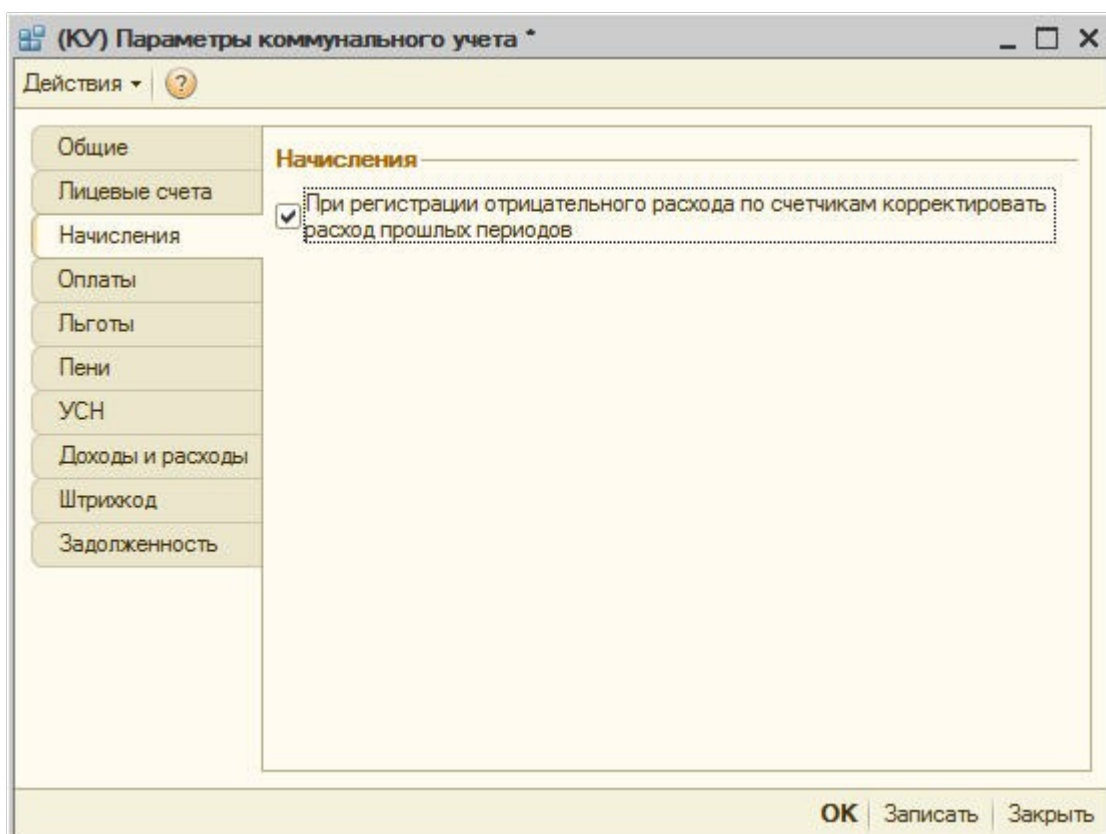 (КУ) Параметры коммунального учета *
Действия
?
Общие
Лицевые счета
Начисления
Оплаты
Льготы
Пени
УСН
Доходы и расходы
Штрихкод
Задолженность
Начисления
При регистрации отрицательного расхода по счетчикам корректировать
расход прошлых периодов
OK
Записать
Закрыть